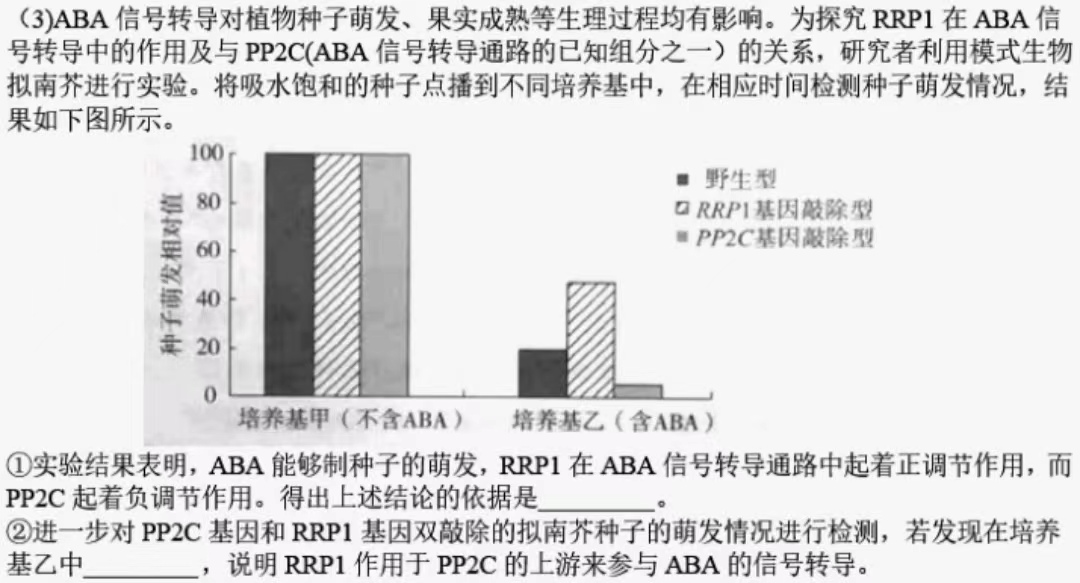 （3)ABA 信号转导对植物种子萌发、果实成熟等生理过程均有影响。为探究 RRP1 在 ABA 信
号转导中的作用及与 PP2C(ABA 信号转导通路的已知组分之一）的关系，研究者利用模式生物
拟南芥进行实验。将吸水饱和的种子点播到不同培养基中，在相应时间检测种子萌发情况，结
果如下图所示。
种子萌发相对值
100
80
60
40
20
0
野生型
RRP1基因敲除型
PP2C基因敲除型
培养基甲（不含ABA）
培养基乙（含ABA）
①实验结果表明，ABA 能够制种子的萌发，RRP1 在 ABA 信号转导通路中起着正调节作用，而
PP2C 起着负调节作用。得出上述结论的依据是________。
②进一步对 PP2C 基因和 RRP1 基因双敲除的拟南芥种子的萌发情况进行检测，若发现在培养
基乙中________，说明 RRP1 作用于 PP2C 的上游来参与 ABA 的信号转导。